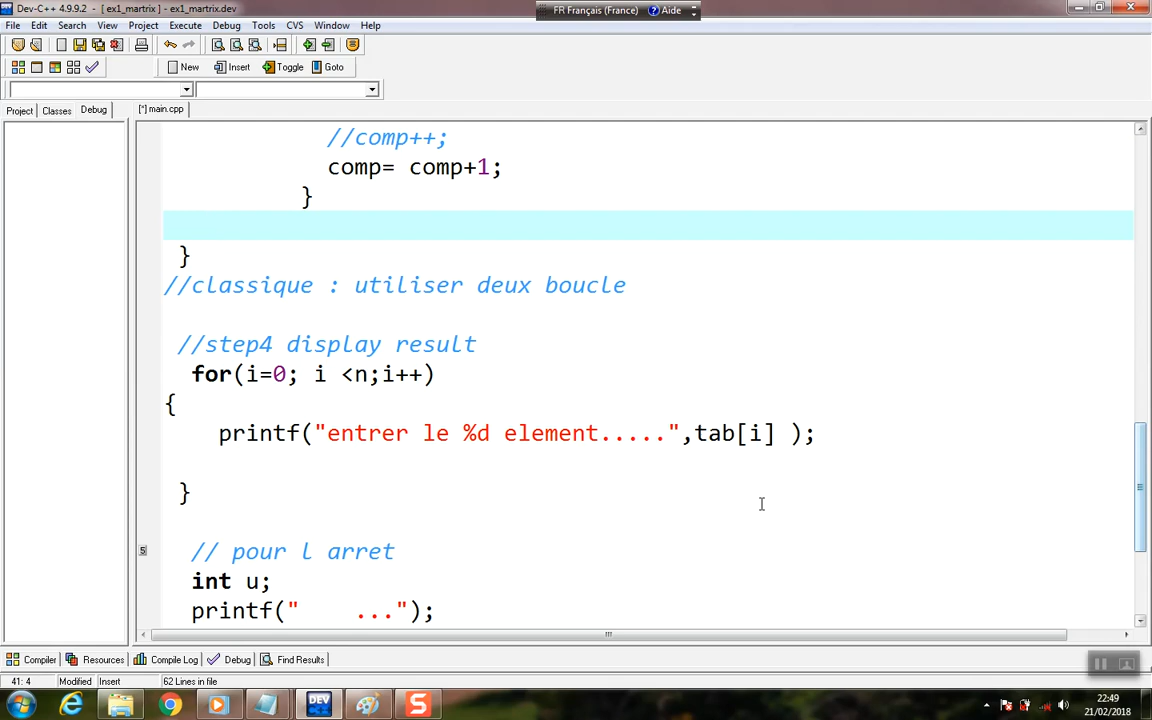 Dev-C++ 4.9.9.2 - [ ex1_martrix ] - ex1_martrix.dev
FR Français (France) Aide
File Edit Search View Project Execute Debug Tools CVS Window Help
New Insert Toggle Goto
Project Classes Debug [*] main.cpp
//comp++;
comp= comp+1;
}
}
//classique : utiliser deux boucle
//step4 display result
for(i=0; i <n;i++)
{
printf("entrer le %d element.....",tab[i] );
}
5
// pour l arret
int u;
printf("    ...");
Compiler Resources Compile Log Debug Find Results
41: 4 Modified Insert 62 Lines in file
DEV
22:49
21/02/2018